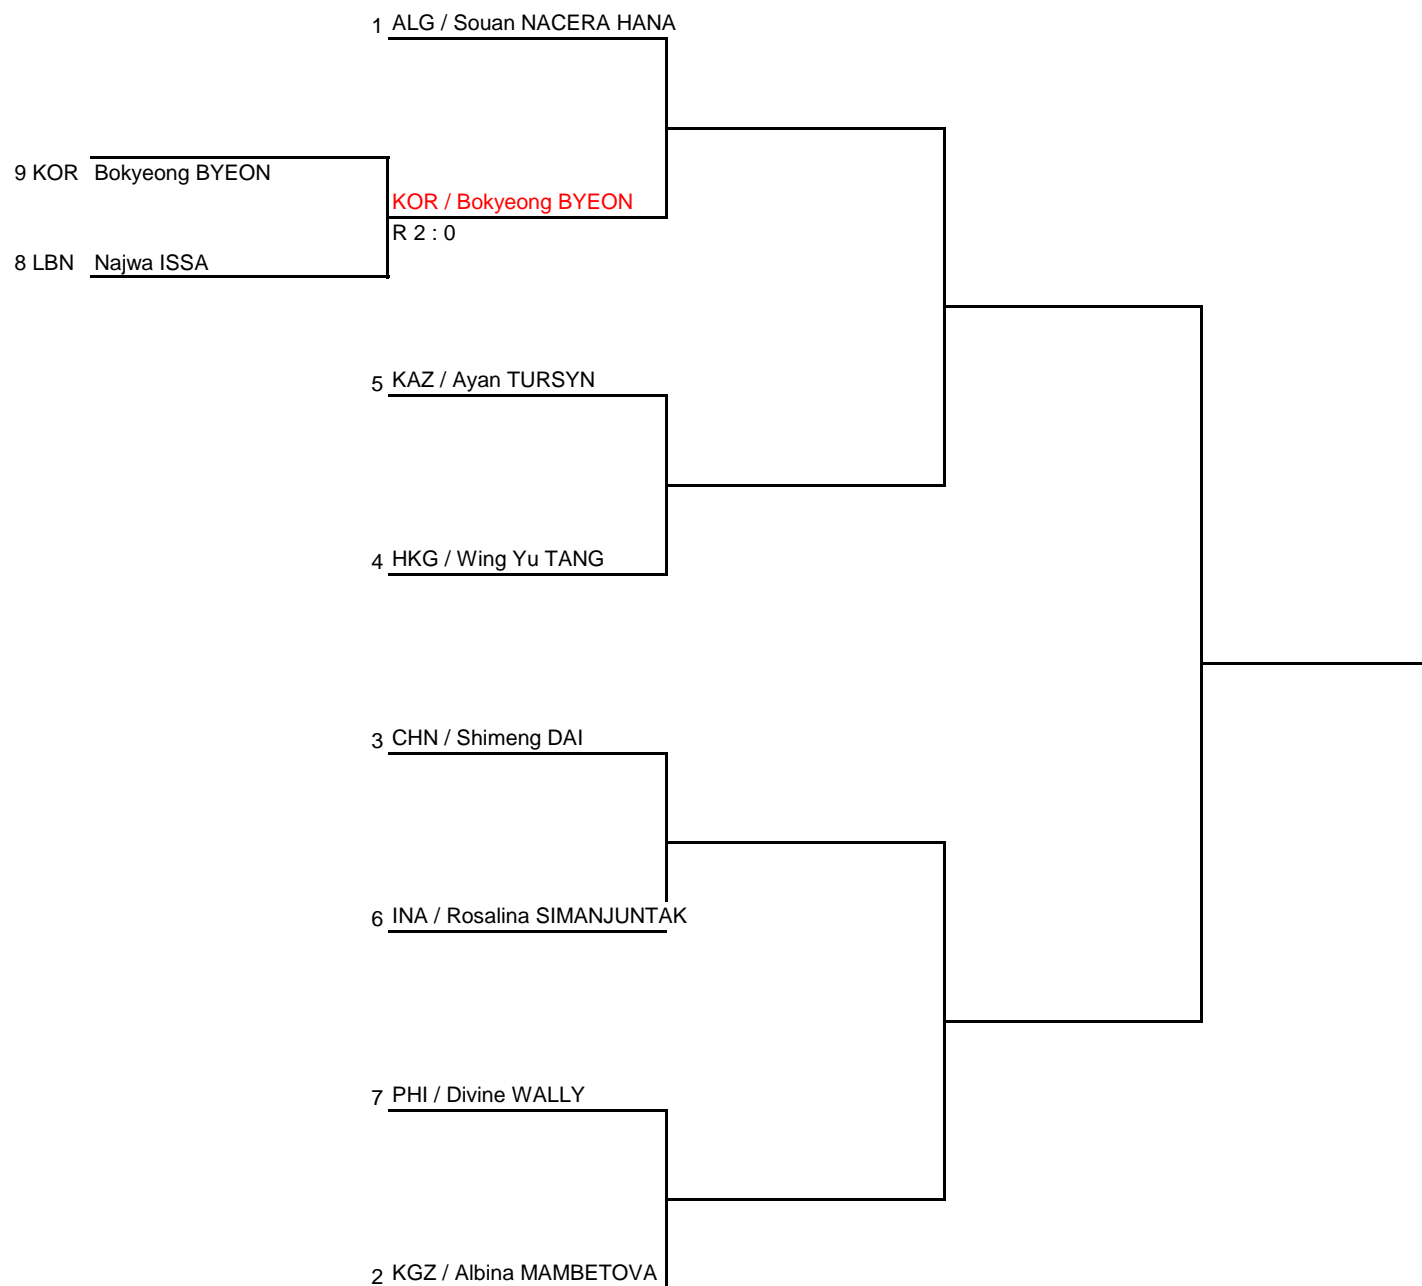 1 ALG / Souan NACERA HANA
9 KOR Bokyeong BYEON
KOR / Bokyeong BYEON
R 2 : 0
8 LBN Najwa ISSA
5 KAZ / Ayan TURSYN
4 HKG / Wing Yu TANG
3 CHN / Shimeng DAI
6 INA / Rosalina SIMANJUNTAK
7 PHI / Divine WALLY
2 KGZ / Albina MAMBETOVA